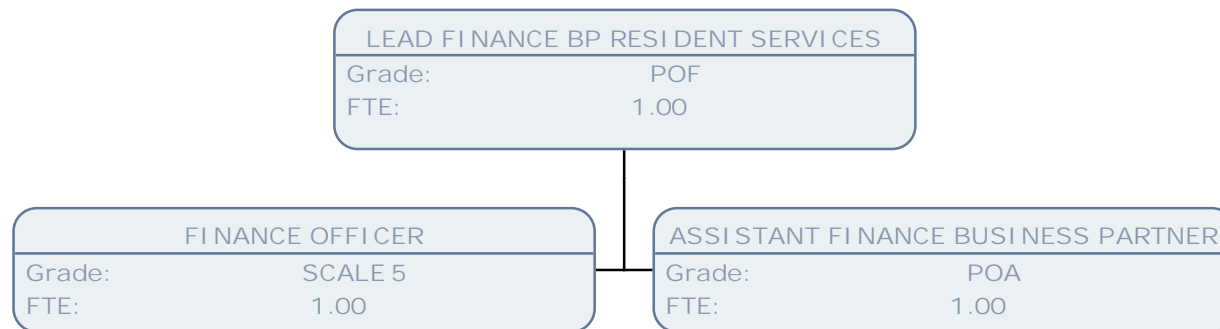 LEAD FINANCE BP RESIDENT SERVICES
Grade: POF
FTE: 1.00
FINANCE OFFICER
Grade: SCALE 5
FTE: 1.00
ASSISTANT FINANCE BUSINESS PARTNER
Grade: POA
FTE: 1.00